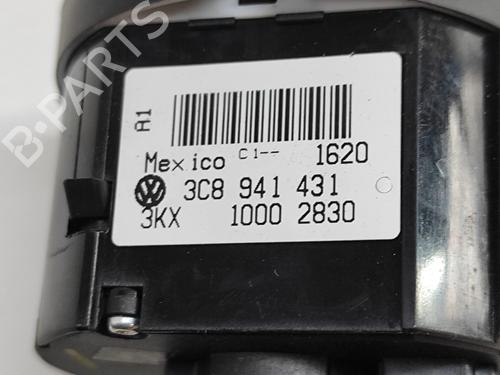 B-PARTS
A1
Mexico C1-- 1620
3C8 941 431
3KX 1000 2830